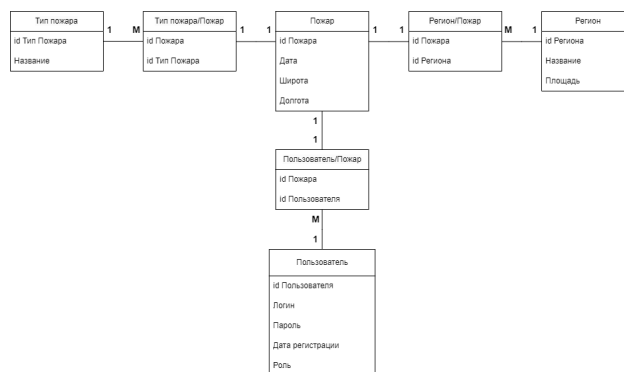 Тип пожара
id Тип Пожара
Название
1
М
Тип пожара/Пожар
id Пожара
id Тип Пожара
1
1
Пожар
id Пожара
Дата
Широта
Долгота
1
1
Регион/Пожар
id Пожара
id Региона
М
1
Регион
id Региона
Название
Площадь
1
1
Пользователь/Пожар
id Пожара
id Пользователя
М
1
Пользователь
id Пользователя
Логин
Пароль
Дата регистрации
Роль